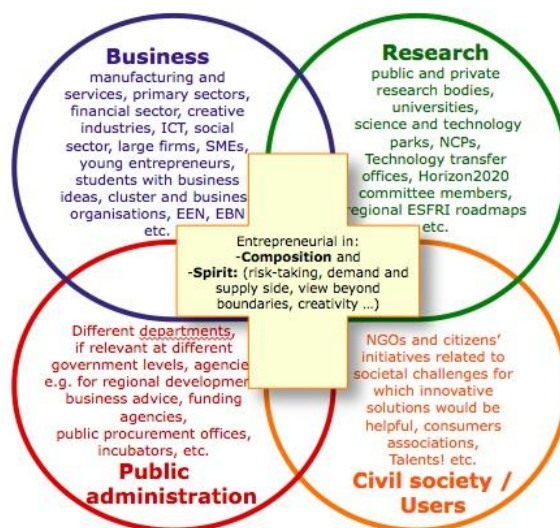 Business
manufacturing and
services, primary sectors,
financial sector, creative
industries, ICT, social
sector, large firms, SMEs,
young entrepreneurs,
students with business
ideas, cluster and busines
organisations, EEN, EBN
etc.
Research
public and private
research bodies,
universities,
science and technology
parks, NCPs,
Technology transfer
offices, Horizon2020
committee members,
regional ESFRI roadmaps
etc.
Entrepreneurial in:
-Composition and
-Spirit: (risk-taking, demand and
supply side, view beyond
boundaries, creativity ...)
Different departments,
if relevant at different
government levels, agencie
e.g. for regional developmen
business advice, funding
agencies,
public procurement offices,
incubators, etc.
Public
administration
NGOs and citizens'
initiatives related to
societal challenges for
which innovative
solutions would be
helpful, consumers
associations,
Talents! etc.
Civil society /
Users